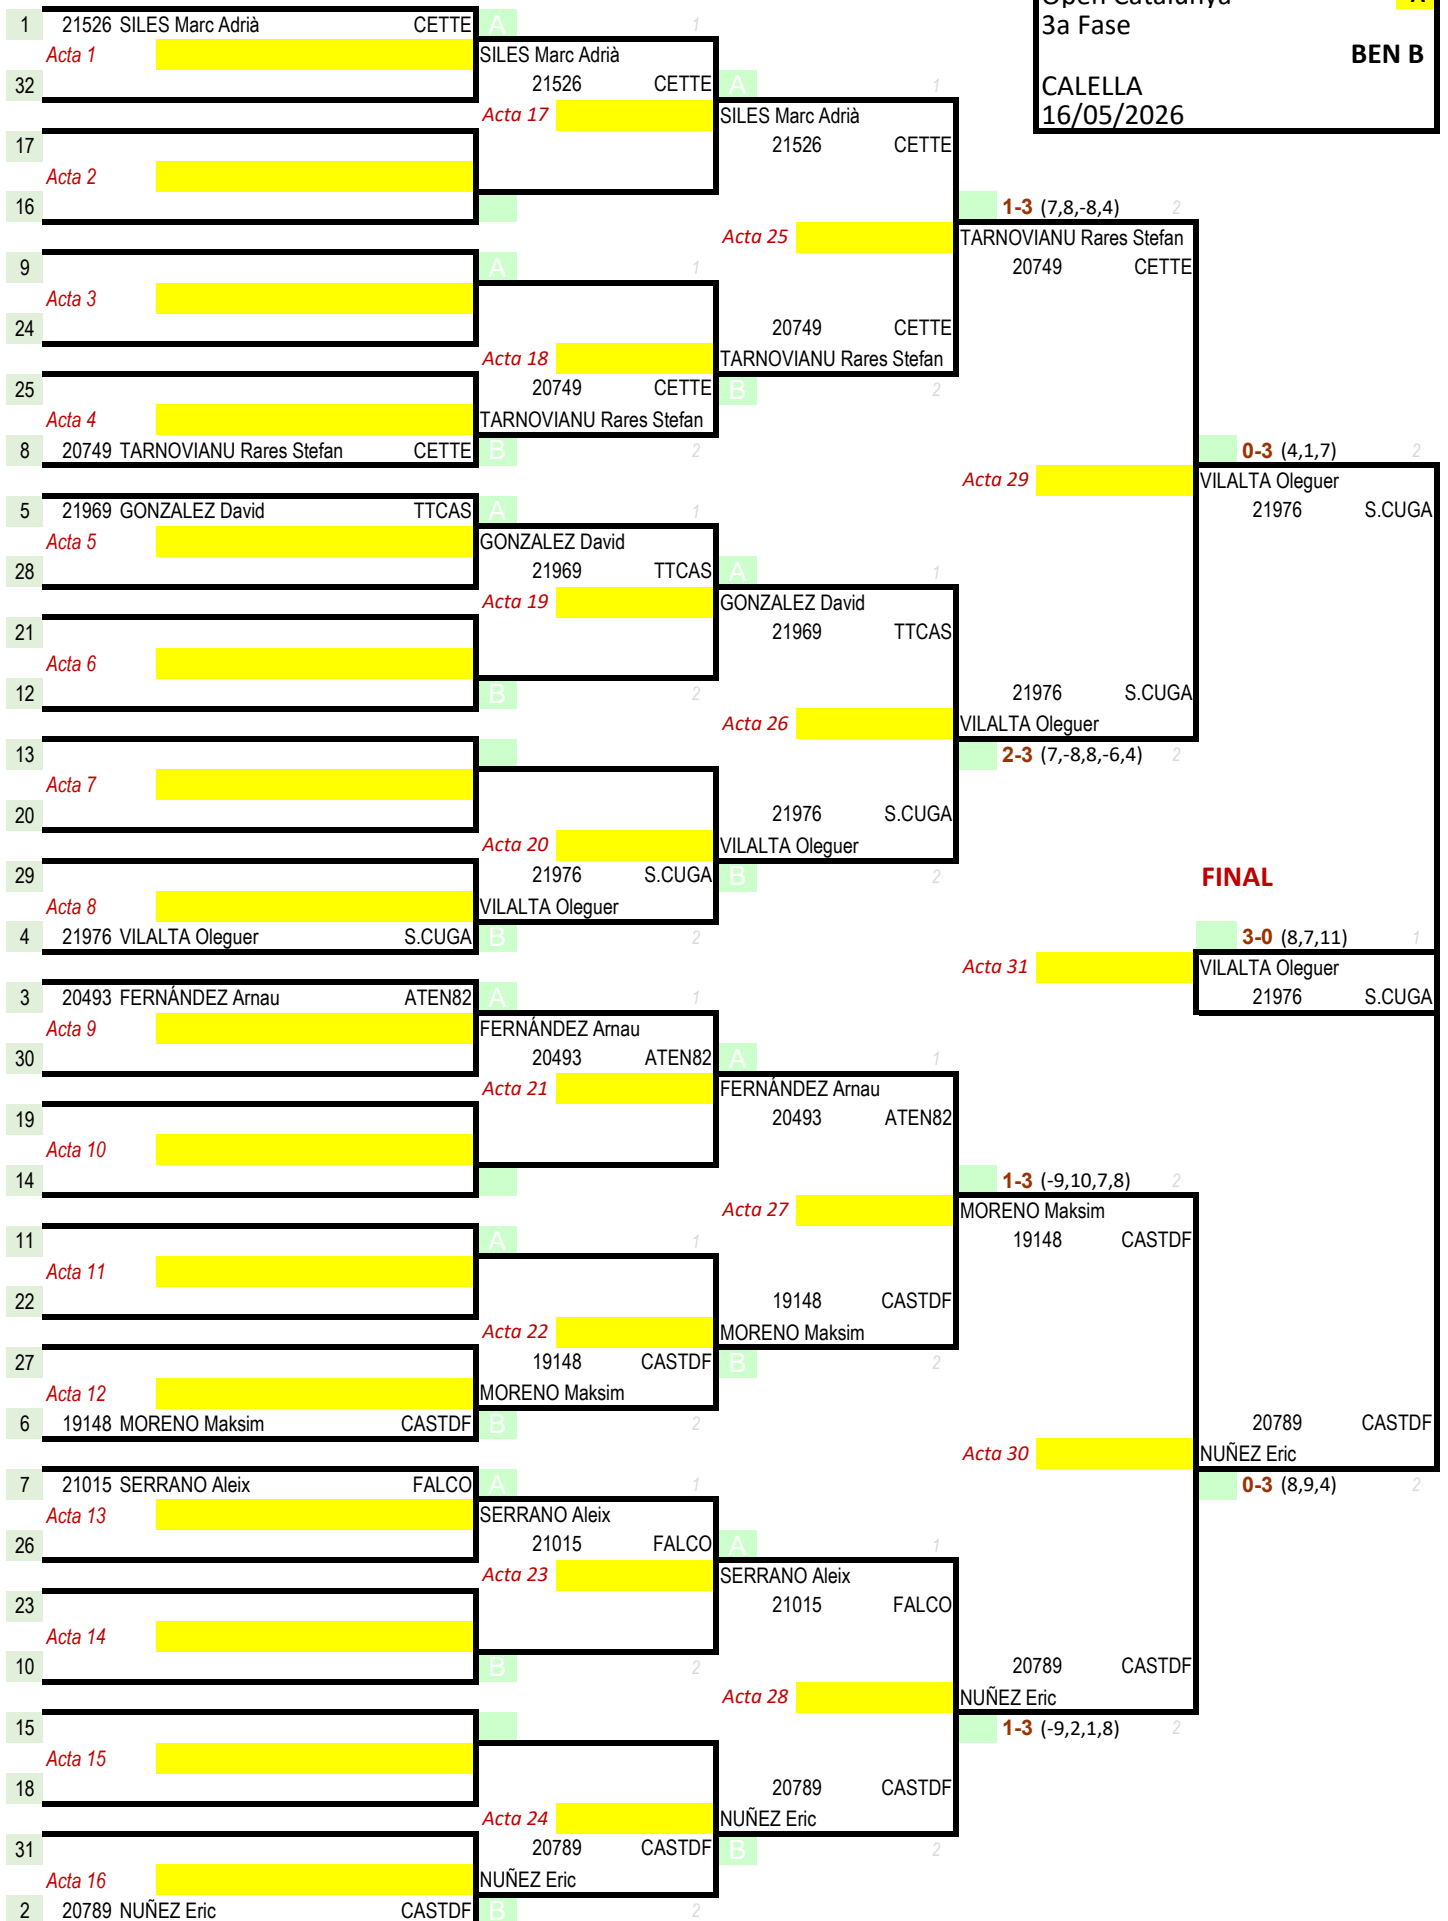 Open Catalunya A
3a Fase
BEN B
CALELLA
16/05/2026
1 21526 SILES Marc Adrià CETTE A 1
Acta 1
SILES Marc Adrià
32 21526 CETTE A 1
Acta 17 SILES Marc Adrià
17 21526 CETTE
Acta 2
16 1-3 (7,8,-8,4) 2
Acta 25 TARNOVIANU Rares Stefan
9 A 1 20749 CETTE
Acta 3
24 20749 CETTE
Acta 18 TARNOVIANU Rares Stefan
25 20749 CETTE B 2
Acta 4 TARNOVIANU Rares Stefan
8 20749 TARNOVIANU Rares Stefan CETTE B 2 0-3 (4,1,7) 2
Acta 29 VILALTA Oleguer
5 21969 GONZALEZ David TTCAS A 1 21976 S.CUGA
Acta 5 GONZALEZ David
28 21969 TTCAS A 1
Acta 19 GONZALEZ David
21 21969 TTCAS
Acta 6
12 B 2 21976 S.CUGA
Acta 26 VILALTA Oleguer
13 2-3 (7,-8,8,-6,4) 2
Acta 7
20 21976 S.CUGA
Acta 20 VILALTA Oleguer
29 21976 S.CUGA B 2 FINAL
Acta 8 VILALTA Oleguer
4 21976 VILALTA Oleguer S.CUGA B 2 3-0 (8,7,11) 1
Acta 31 VILALTA Oleguer
3 20493 FERNÁNDEZ Arnau ATEN82 A 1 21976 S.CUGA
Acta 9 FERNÁNDEZ Arnau
30 20493 ATEN82 A 1
Acta 21 FERNÁNDEZ Arnau
19 20493 ATEN82
Acta 10
14 1-3 (-9,10,7,8) 2
Acta 27 MORENO Maksim
11 A 1 19148 CASTDF
Acta 11
22 19148 CASTDF
Acta 22 MORENO Maksim
27 19148 CASTDF B 2
Acta 12 MORENO Maksim
6 19148 MORENO Maksim CASTDF B 2 20789 CASTDF
Acta 30 NUÑEZ Eric
7 21015 SERRANO Aleix FALCO A 1 0-3 (8,9,4) 2
Acta 13 SERRANO Aleix
26 21015 FALCO A 1
Acta 23 SERRANO Aleix
23 21015 FALCO
Acta 14
10 B 2 20789 CASTDF
Acta 28 NUÑEZ Eric
15 1-3 (-9,2,1,8) 2
Acta 15
18 20789 CASTDF
Acta 24 NUÑEZ Eric
31 20789 CASTDF B 2
Acta 16 NUÑEZ Eric
2 20789 NUÑEZ Eric CASTDF B 2